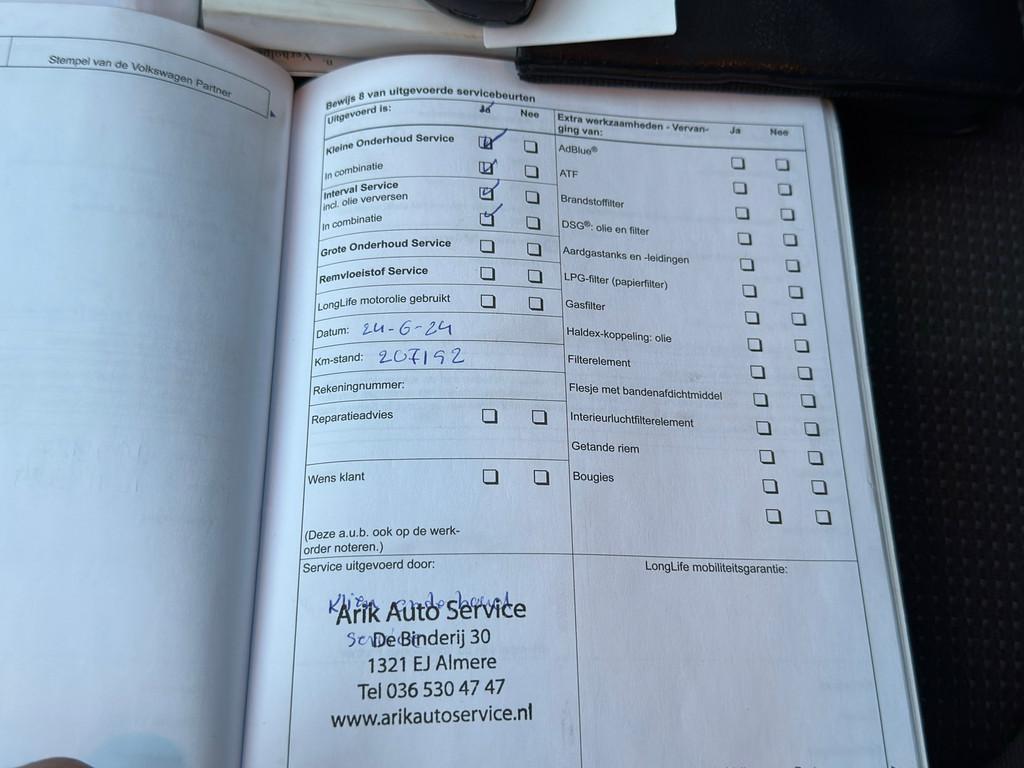 Stempel van de Volkswagen Partner
Bewijs 8 van uitgevoerde servicebeurten
Uitgevoerd is: Ja Nee
Kleine Onderhoud Service
In combinatie
Interval Service
incl. olie verversen
In combinatie
Grote Onderhoud Service
Remvloeistof Service
LongLife motorolie gebruikt
Datum: 24-6-24
Km-stand: 207192
Rekeningnummer:
Reparatieadvies
Wens klant
(Deze a.u.b. ook op de werk-
order noteren.)
Extra werkzaamheden - Vervan- Ja Nee
ging van:
AdBlue®
ATF
Brandstoffilter
DSG®: olie en filter
Aardgastanks en -leidingen
LPG-filter (papierfilter)
Gasfilter
Haldex-koppeling: olie
Filterelement
Flesje met bandenafdichtmiddel
Interieurluchtfilterelement
Getande riem
Bougies
Service uitgevoerd door:
Arik Auto Service
De Binderij 30
1321 EJ Almere
Tel 036 530 47 47
www.arikautoservice.nl
LongLife mobiliteitsgarantie: